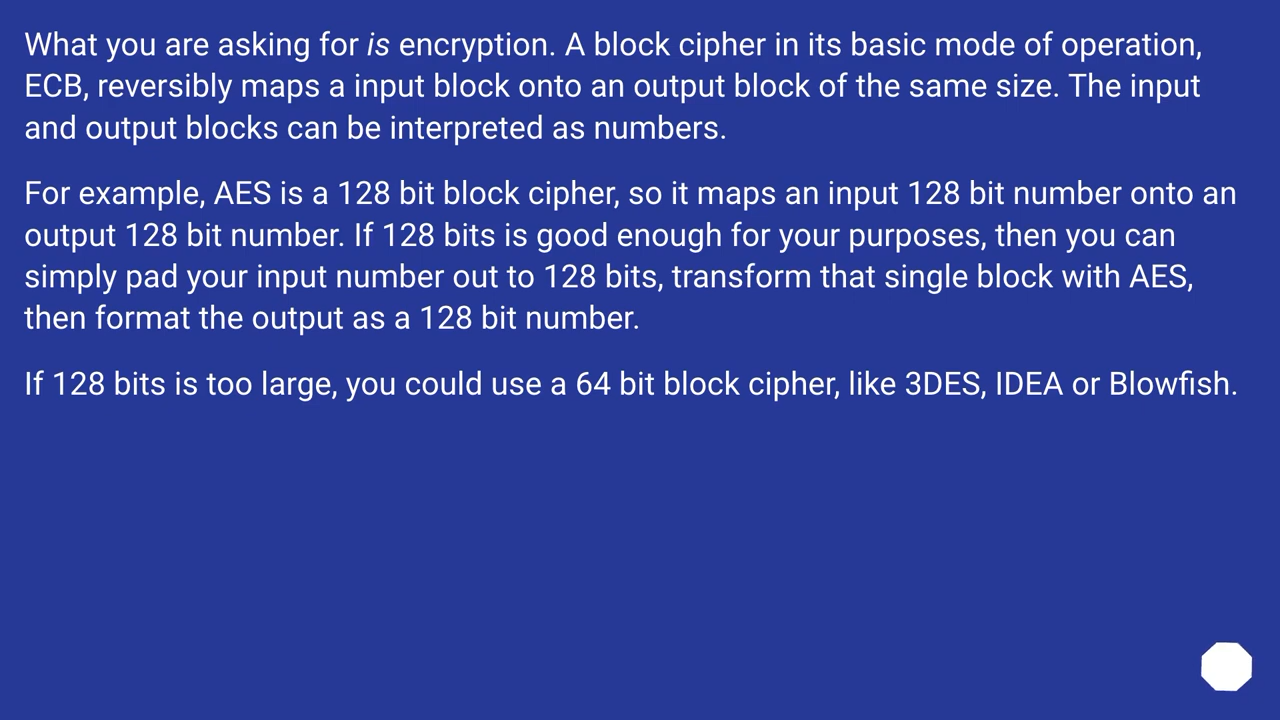 What you are asking for is encryption. A block cipher in its basic mode of operation,
ECB, reversibly maps a input block onto an output block of the same size. The input
and output blocks can be interpreted as numbers.
For example, AES is a 128 bit block cipher, so it maps an input 128 bit number onto an
output 128 bit number. If 128 bits is good enough for your purposes, then you can
simply pad your input number out to 128 bits, transform that single block with AES,
then format the output as a 128 bit number.
If 128 bits is too large, you could use a 64 bit block cipher, like 3DES, IDEA or Blowfish.